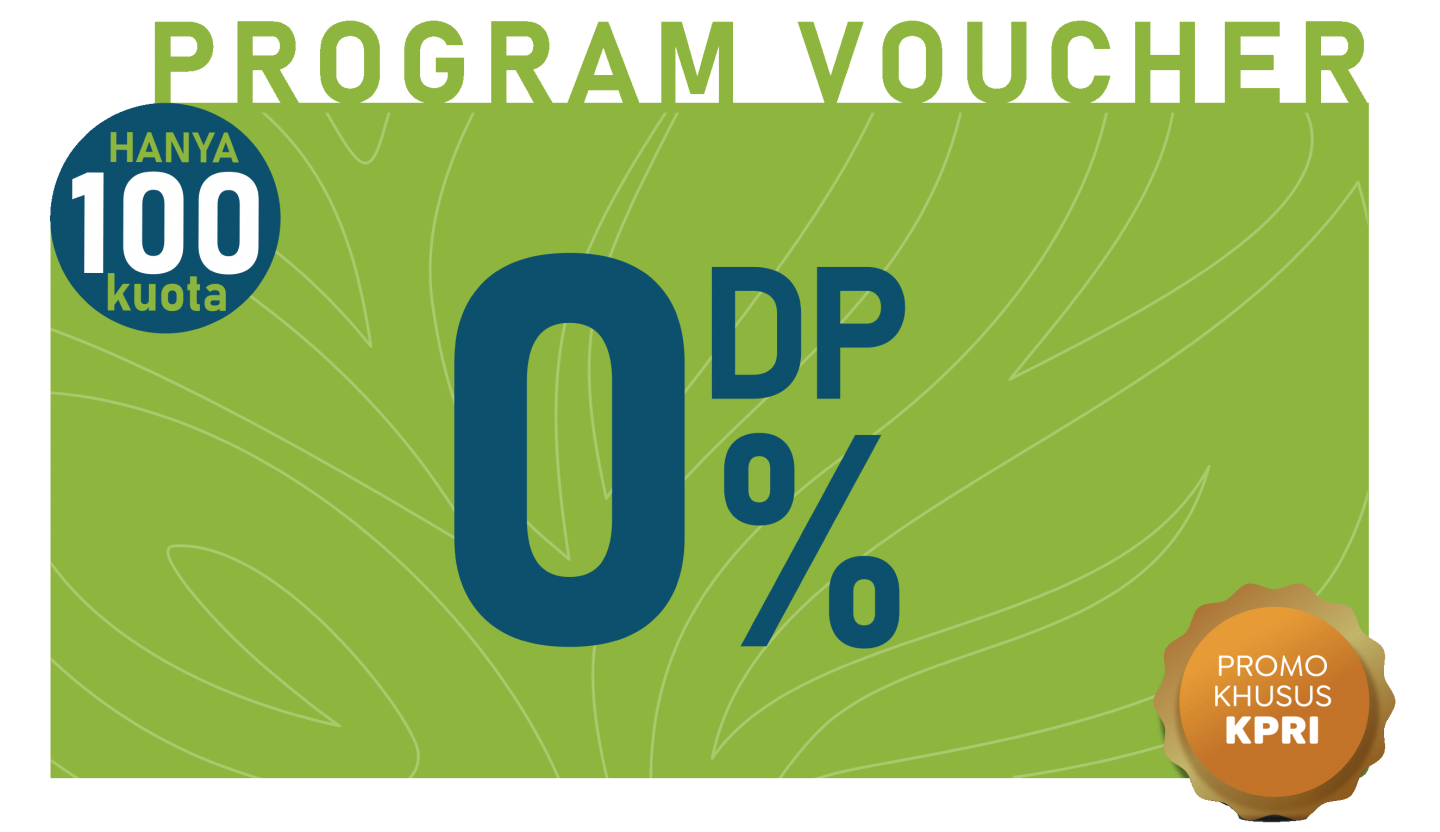 PROGRAM VOUCHER
HANYA
100
kuota
0
DP
%
PROMO
KHUSUS
KPRI